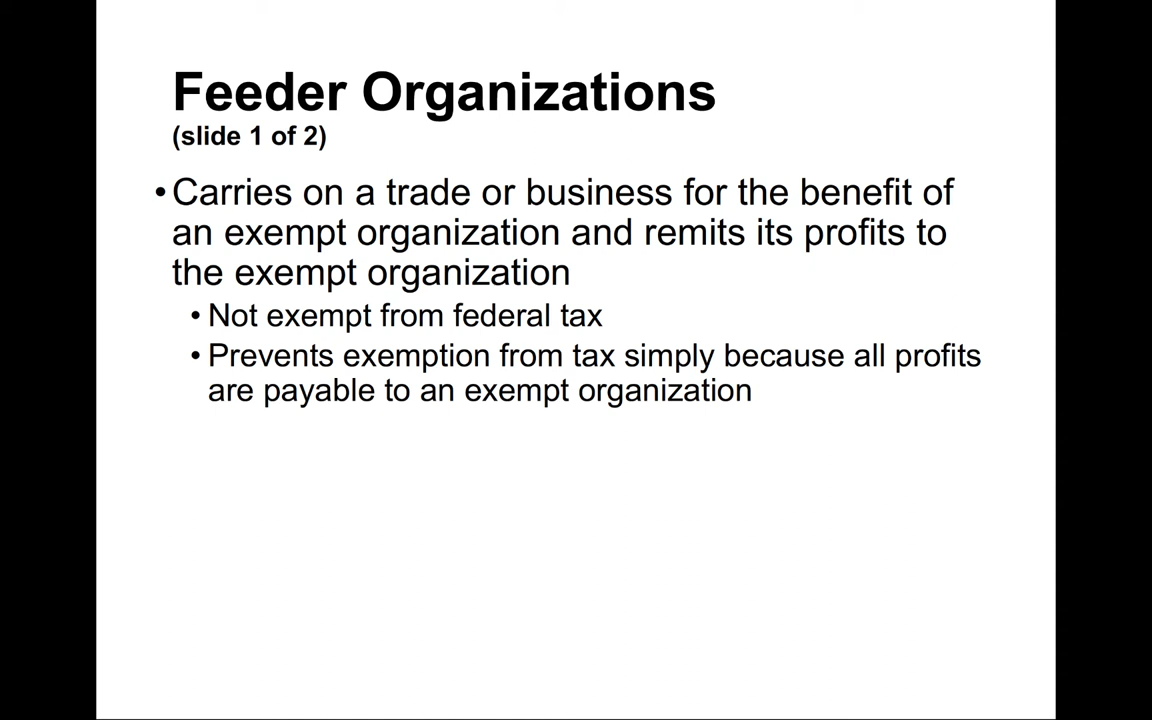 Feeder Organizations
(slide 1 of 2)
•Carries on a trade or business for the benefit of
an exempt organization and remits its profits to
the exempt organization
•Not exempt from federal tax
•Prevents exemption from tax simply because all profits
are payable to an exempt organization